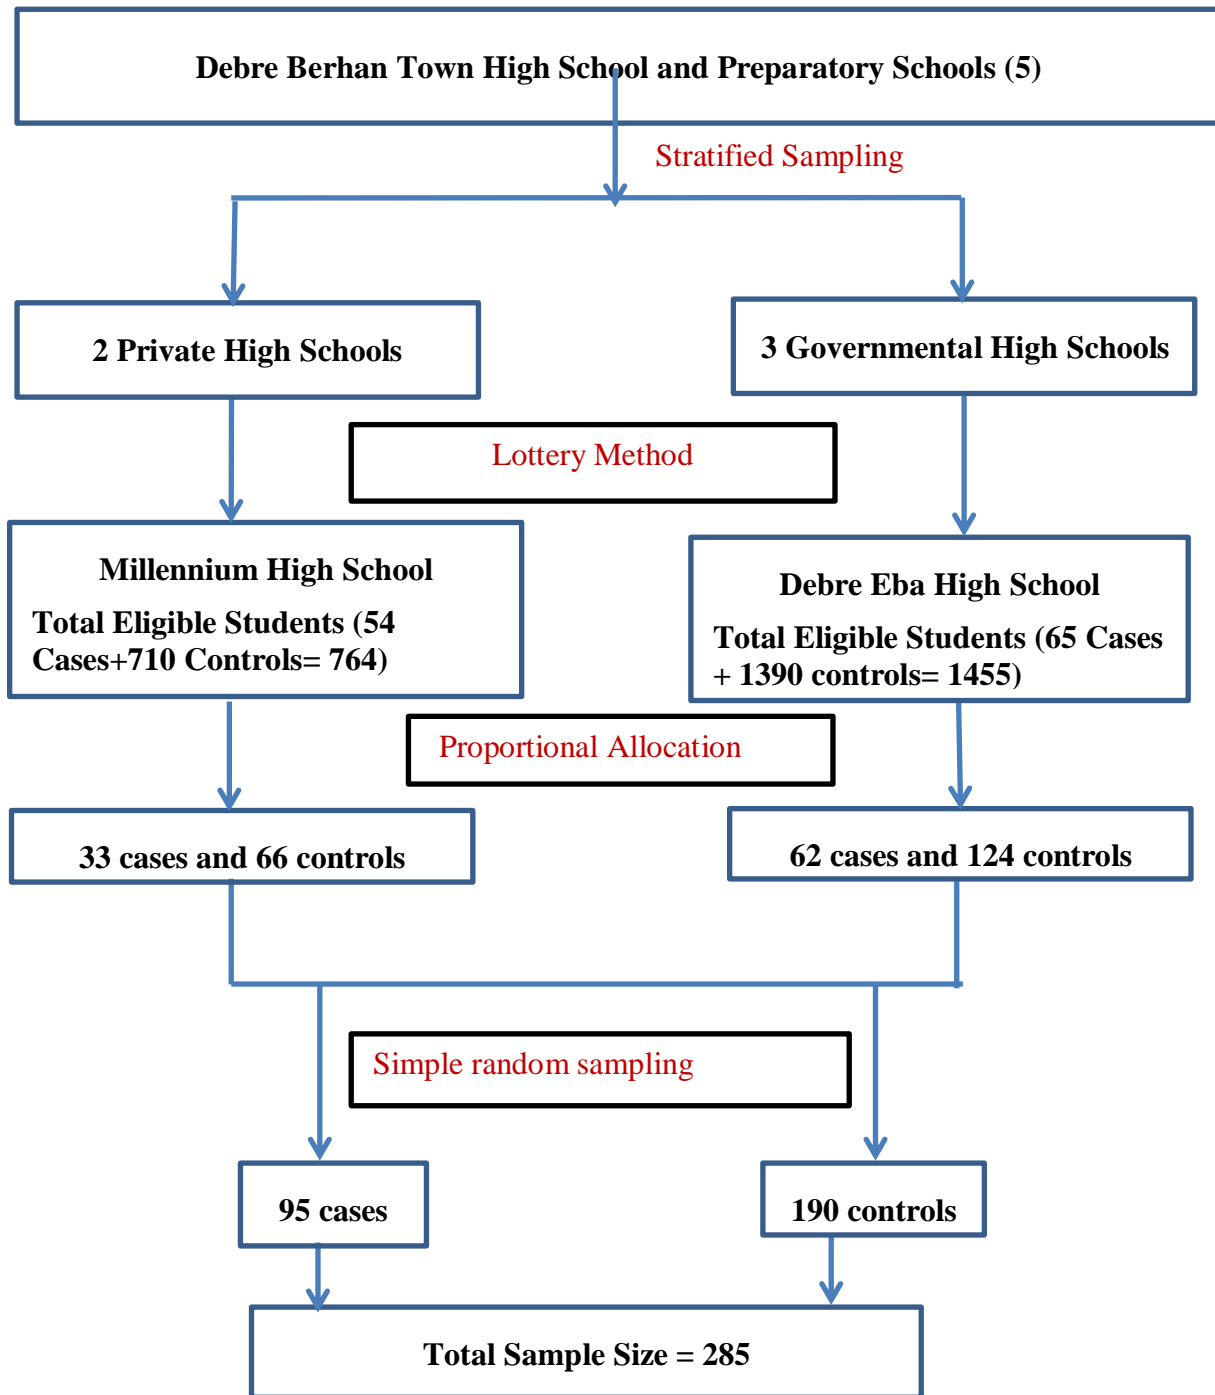 Debre Berhan Town High School and Preparatory Schools (5)
Stratified Sampling
2 Private High Schools
3 Governmental High Schools
Lottery Method
Millennium High School
Total Eligible Students (54
Cases+710 Controls= 764)
Debre Eba High School
Total Eligible Students (65 Cases
+ 1390 controls= 1455)
Proportional Allocation
33 cases and 66 controls
62 cases and 124 controls
Simple random sampling
95 cases
190 controls
Total Sample Size = 285